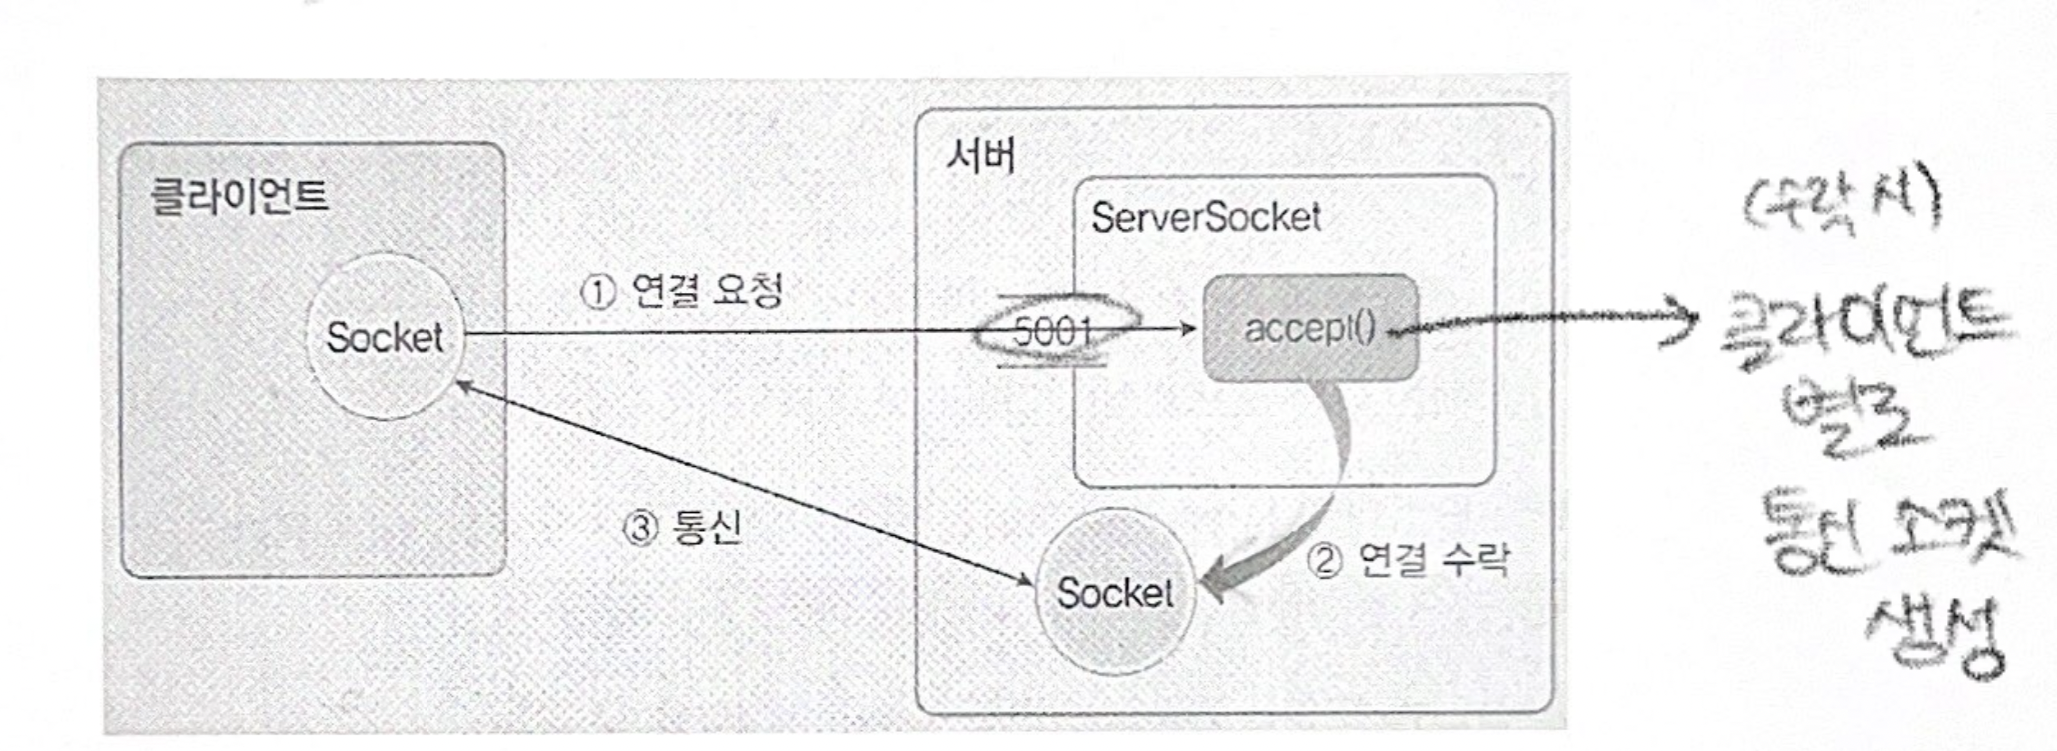 클라이언트
Socket
① 연결 요청
③ 통신
서버
ServerSocket
5001
accept()
Socket
② 연결 수락
(수락 시)
클라이언트
별로
통신 소켓
생성